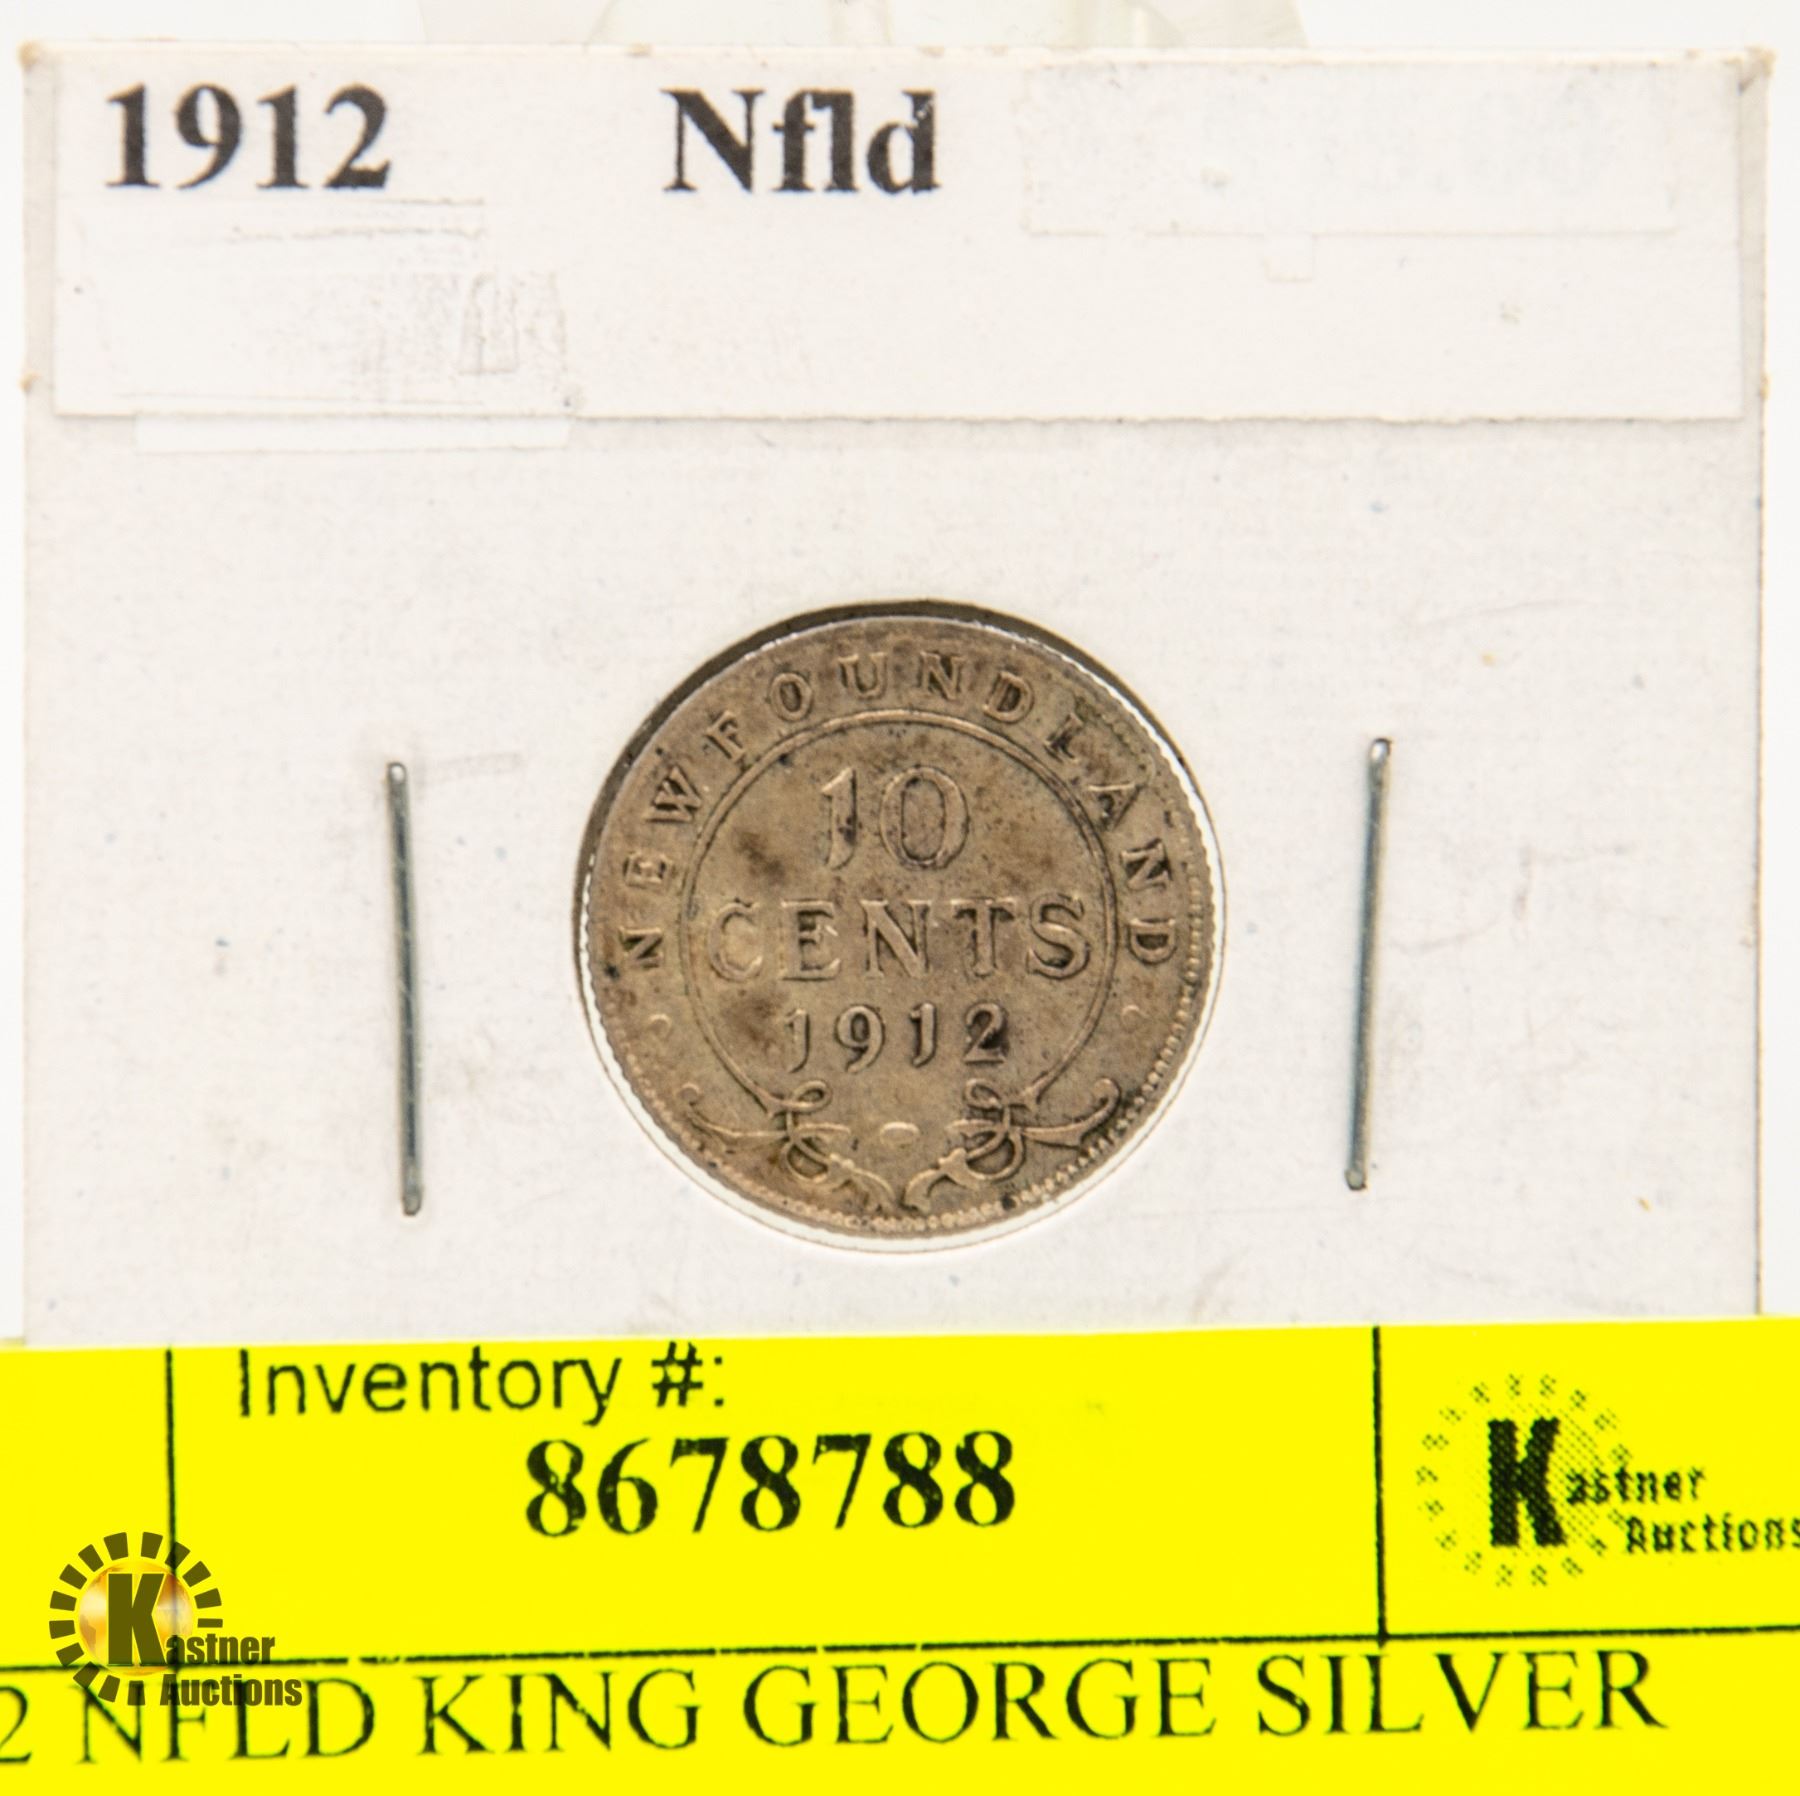 1912 Nfld
NEWFOUNDLAND
10
CENTS
1912
Inventory #:
8678788
Kastner
Auctions
Kastner
Auctions
2 NFLD KING GEORGE SILVER